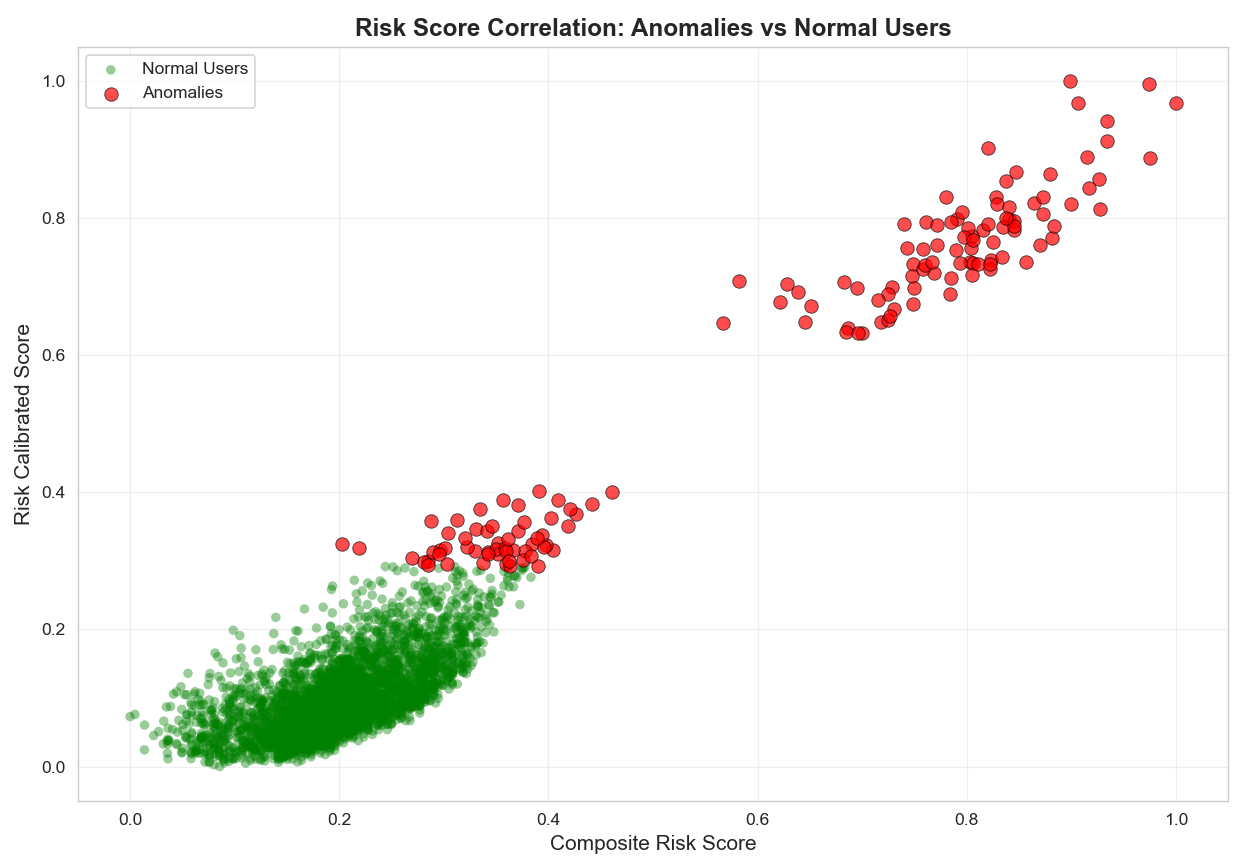 Risk Score Correlation: Anomalies vs Normal Users
Normal Users
Anomalies
1.0
0.8
0.6
0.4
0.2
0.0
Risk Calibrated Score
0.0 0.2 0.4 0.6 0.8 1.0
Composite Risk Score